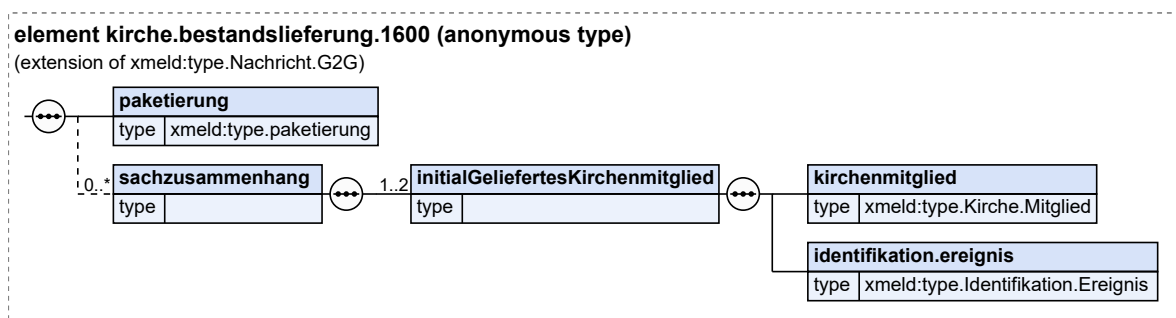 element kirche.bestandslieferung.1600 (anonymous type)
(extension of xmeld:type.Nachricht.G2G)
paketierung
type xmeld:type.paketierung
0..*
sachzusammenhang
type
1..2
initialGeliefertesKirchenmitglied
type
kirchenmitglied
type xmeld:type.Kirche.Mitglied
identifikation.ereignis
type xmeld:type.Identifikation.Ereignis